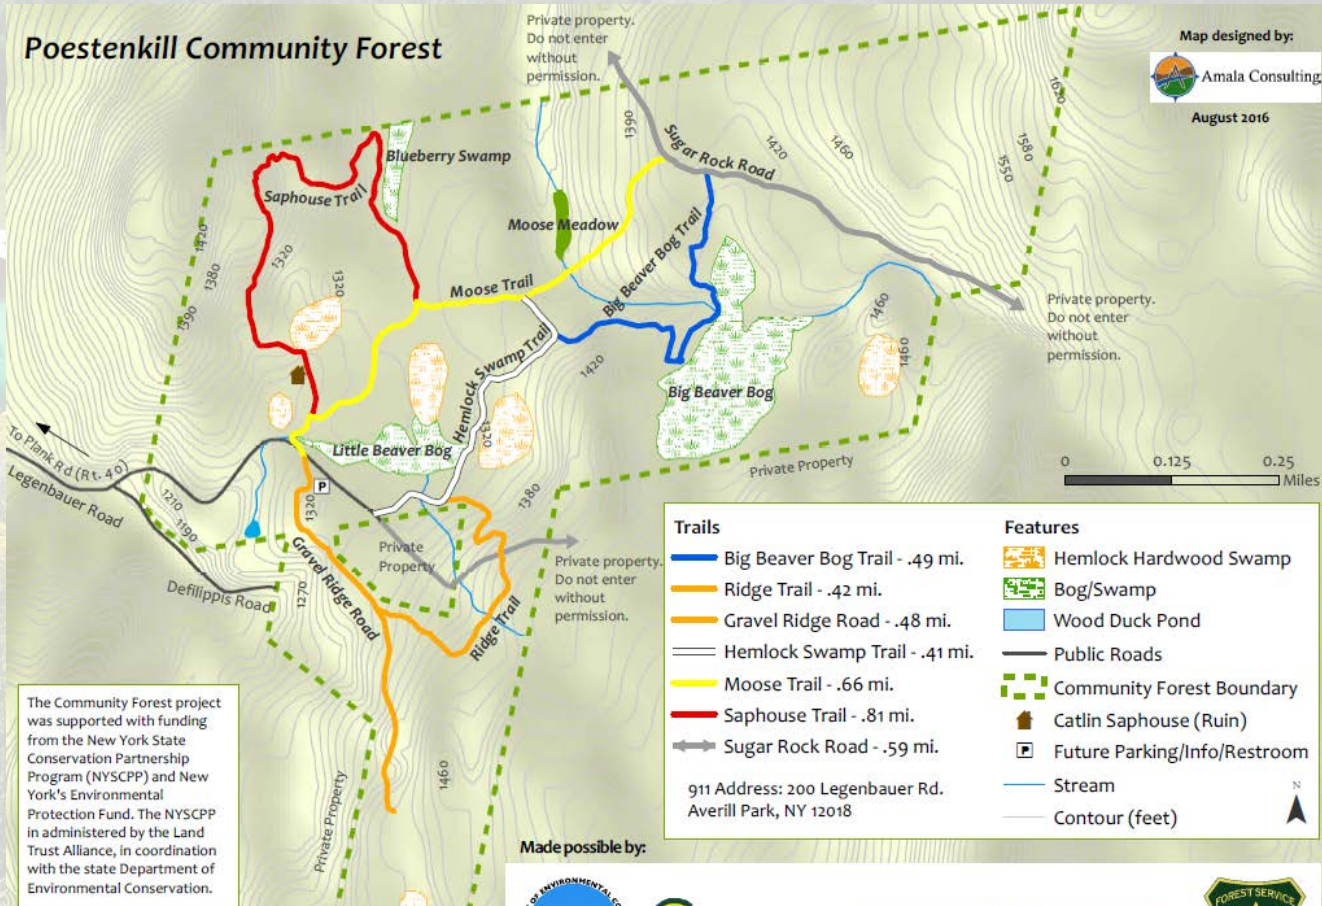 Poestenkill Community Forest
Private property.
Do not enter
without
permission.
Map designed by:
Amala Consulting
August 2016
1620
1390
Sugar Rock Road
1420
1460
1580
1550
Blueberry Swamp
Saphouse Trail
Moose Meadow
Big Beaver Bog Trail
1420
1380
1390
1320
1320
Moose Trail
Private property.
Do not enter
without
permission.
1460
1460
1420
Hemlock Swamp Trail
Big Beaver Bog
Little Beaver Bog
1320
Private Property
To Plank Rd (Rt. 40)
Legenbauer Road
P
1320
1380
1210
1190
Defilippis Road
1270
Gravel Ridge Road
Private
Property
Private property.
Do not enter
without
permission.
Ridge Trail
1460
Private Property
0 0.125 0.25
Miles
Trails
Big Beaver Bog Trail - .49 mi.
Ridge Trail - .42 mi.
Gravel Ridge Road - .48 mi.
Hemlock Swamp Trail - .41 mi.
Moose Trail - .66 mi.
Saphouse Trail - .81 mi.
Sugar Rock Road - .59 mi.
911 Address: 200 Legenbauer Rd.
Averill Park, NY 12018
Features
Hemlock Hardwood Swamp
Bog/Swamp
Wood Duck Pond
Public Roads
Community Forest Boundary
Catlin Saphouse (Ruin)
P Future Parking/Info/Restroom
Stream
Contour (feet)
N
The Community Forest project
was supported with funding
from the New York State
Conservation Partnership
Program (NYSCPP) and New
York's Environmental
Protection Fund. The NYSCPP
in administered by the Land
Trust Alliance, in coordination
with the state Department of
Environmental Conservation.
Made possible by:
OF ENVIRONMENTAL
FOREST SERVICE